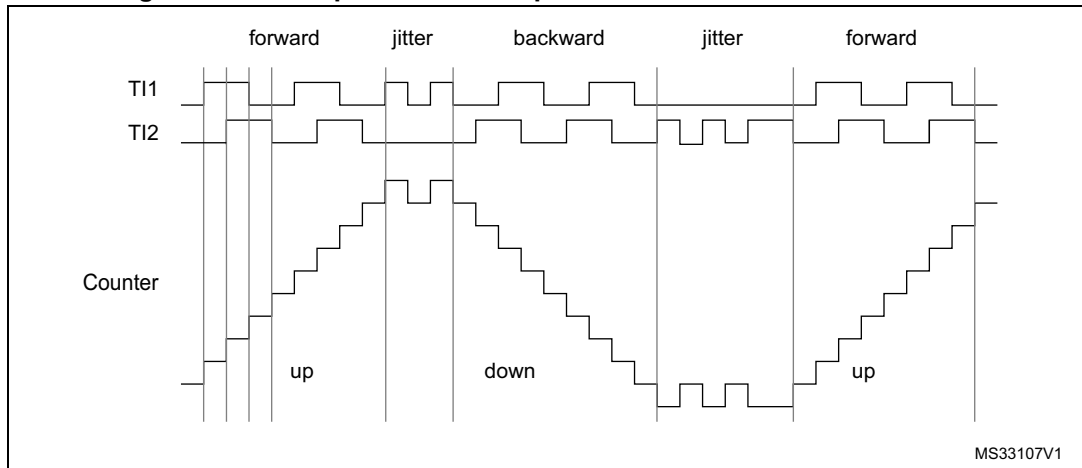 forward jitter backward jitter forward
TI1
TI2
Counter
up down up
MS33107V1